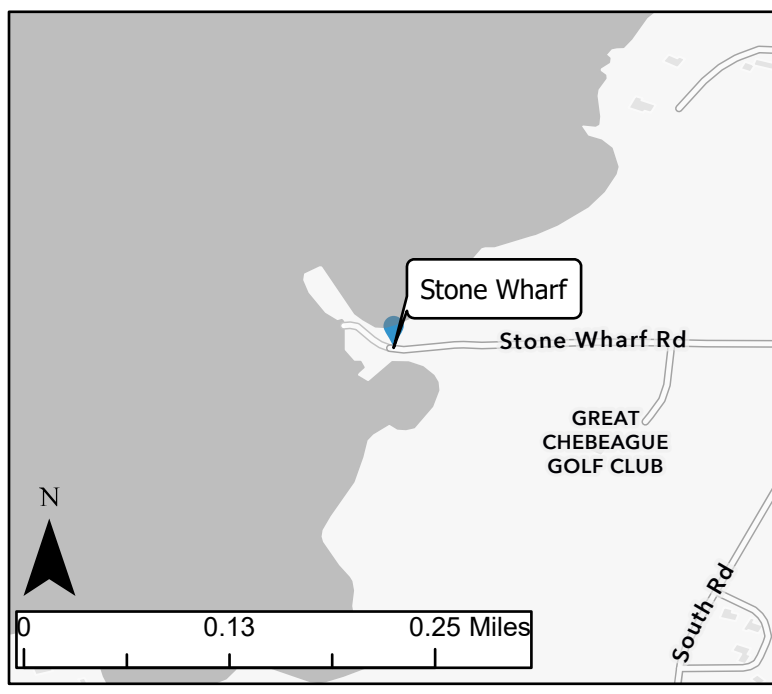 Stone Wharf
Stone Wharf Rd
GREAT
CHEBEAGUE
GOLF CLUB
N
South Rd
0 0.13 0.25 Miles